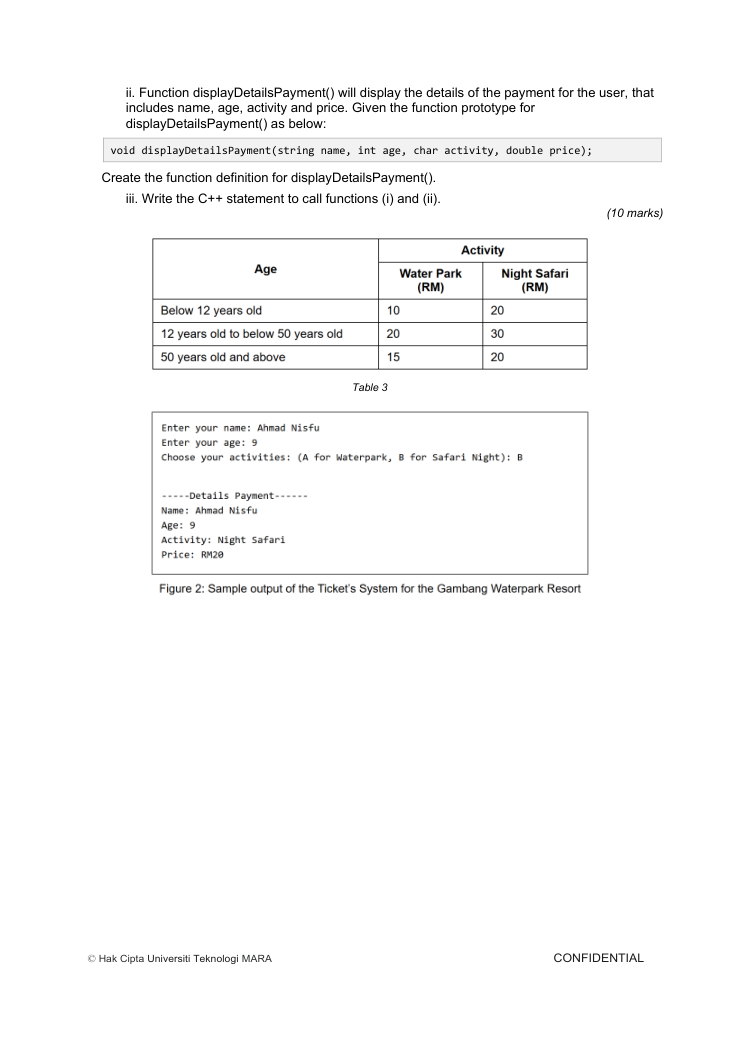 ii. Function displayDetailsPayment() will display the details of the payment for the user, that
includes name, age, activity and price. Given the function prototype for
displayDetailsPayment() as below:
void displayDetailsPayment(string name, int age, char activity, double price);
Create the function definition for displayDetailsPayment().
iii. Write the C++ statement to call functions (i) and (ii).
(10 marks)
Age
Activity
Water Park
(RM)
Night Safari
(RM)
Below 12 years old 10 20
12 years old to below 50 years old 20 30
50 years old and above 15 20
Table 3
Enter your name: Ahmad Nisfu
Enter your age: 9
Choose your activities: (A for Waterpark, B for Safari Night): B
-----Details Payment------
Name: Ahmad Nisfu
Age: 9
Activity: Night Safari
Price: RM20
Figure 2: Sample output of the Ticket's System for the Gambang Waterpark Resort
© Hak Cipta Universiti Teknologi MARA CONFIDENTIAL